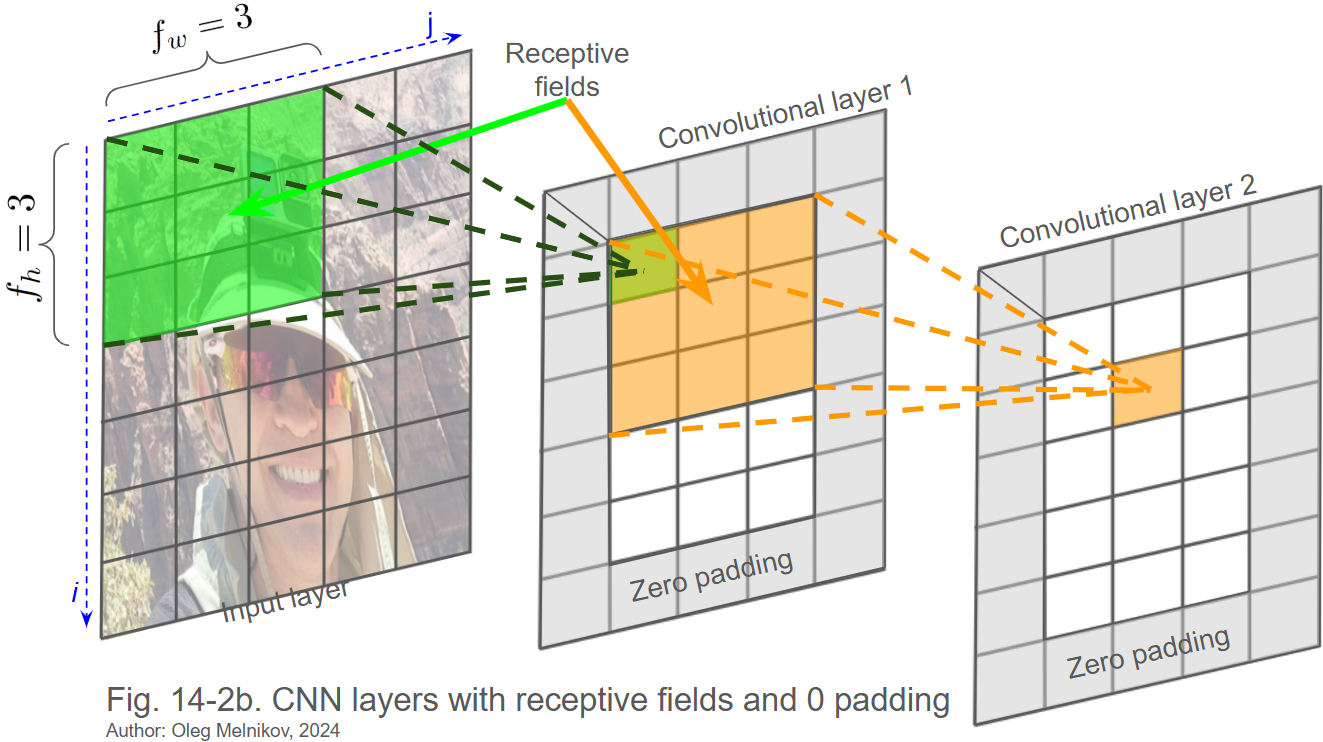 f_w = 3
j
Receptive
fields
Convolutional layer 1
Convolutional layer 2
f_h = 3
i
Input layer
Zero padding
Zero padding
Fig. 14-2b. CNN layers with receptive fields and 0 padding
Author: Oleg Melnikov, 2024